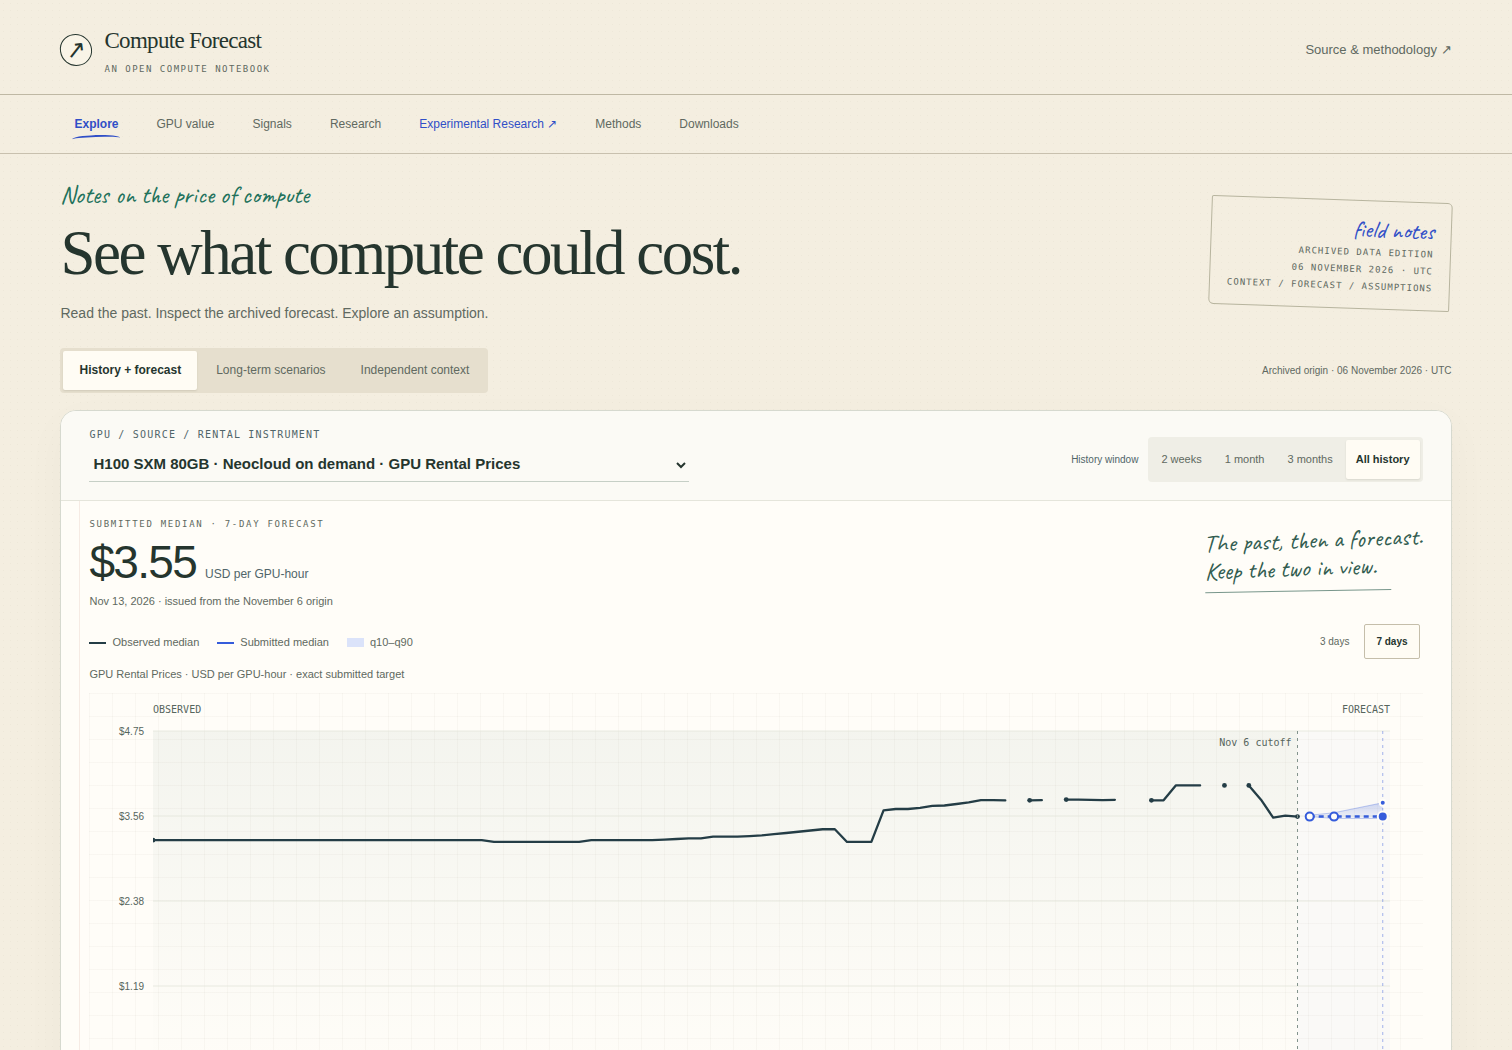 Compute Forecast
AN OPEN COMPUTE NOTEBOOK
Source & methodology ↗
Explore
GPU value
Signals
Research
Experimental Research ↗
Methods
Downloads
Notes on the price of compute
See what compute could cost.
Read the past. Inspect the archived forecast. Explore an assumption.
field notes
ARCHIVED DATA EDITION
06 NOVEMBER 2026 · UTC
CONTEXT / FORECAST / ASSUMPTIONS
History + forecast
Long-term scenarios
Independent context
Archived origin · 06 November 2026 · UTC
GPU / SOURCE / RENTAL INSTRUMENT
H100 SXM 80GB · Neocloud on demand · GPU Rental Prices
History window
2 weeks
1 month
3 months
All history
SUBMITTED MEDIAN · 7-DAY FORECAST
$3.55 USD per GPU-hour
Nov 13, 2026 · issued from the November 6 origin
The past, then a forecast.
Keep the two in view.
Observed median
Submitted median
q10–q90
3 days
7 days
GPU Rental Prices · USD per GPU-hour · exact submitted target
OBSERVED
FORECAST
$4.75
Nov 6 cutoff
$3.56
$2.38
$1.19